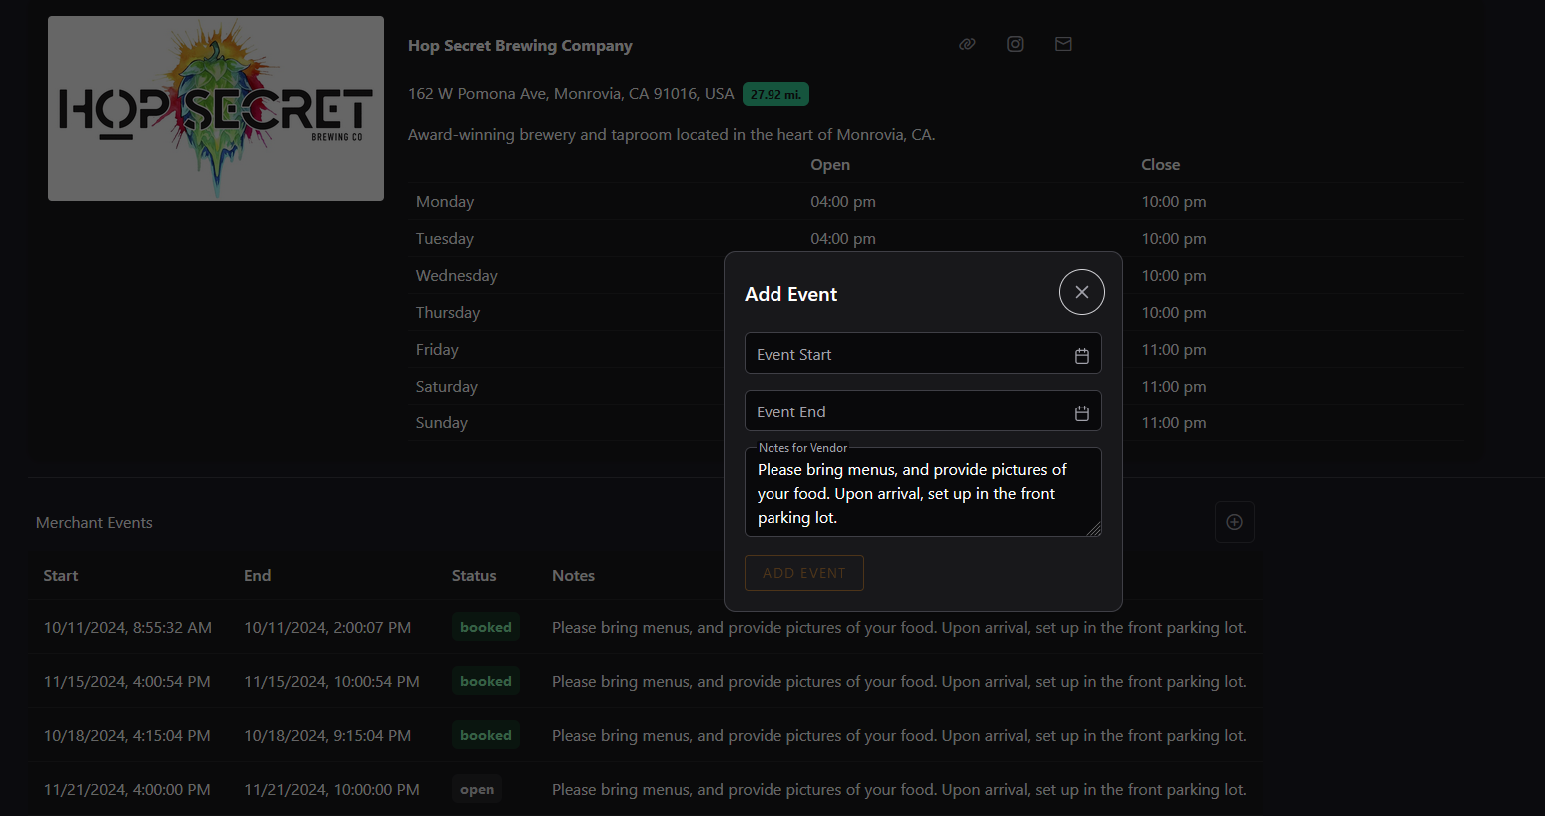 HOP SECRET
BREWING CO
Hop Secret Brewing Company
162 W Pomona Ave, Monrovia, CA 91016, USA 27.92 mi.
Award-winning brewery and taproom located in the heart of Monrovia, CA.
Open Close
Monday 04:00 pm 10:00 pm
Tuesday 04:00 pm 10:00 pm
Wednesday 10:00 pm
Thursday 10:00 pm
Friday 11:00 pm
Saturday 11:00 pm
Sunday 11:00 pm
Add Event
Event Start
Event End
Notes for Vendor
Please bring menus, and provide pictures of
your food. Upon arrival, set up in the front
parking lot.
ADD EVENT
Merchant Events
Start End Status Notes
10/11/2024, 8:55:32 AM 10/11/2024, 2:00:07 PM booked Please bring menus, and provide pictures of your food. Upon arrival, set up in the front parking lot.
11/15/2024, 4:00:54 PM 11/15/2024, 10:00:54 PM booked Please bring menus, and provide pictures of your food. Upon arrival, set up in the front parking lot.
10/18/2024, 4:15:04 PM 10/18/2024, 9:15:04 PM booked Please bring menus, and provide pictures of your food. Upon arrival, set up in the front parking lot.
11/21/2024, 4:00:00 PM 11/21/2024, 10:00:00 PM open Please bring menus, and provide pictures of your food. Upon arrival, set up in the front parking lot.